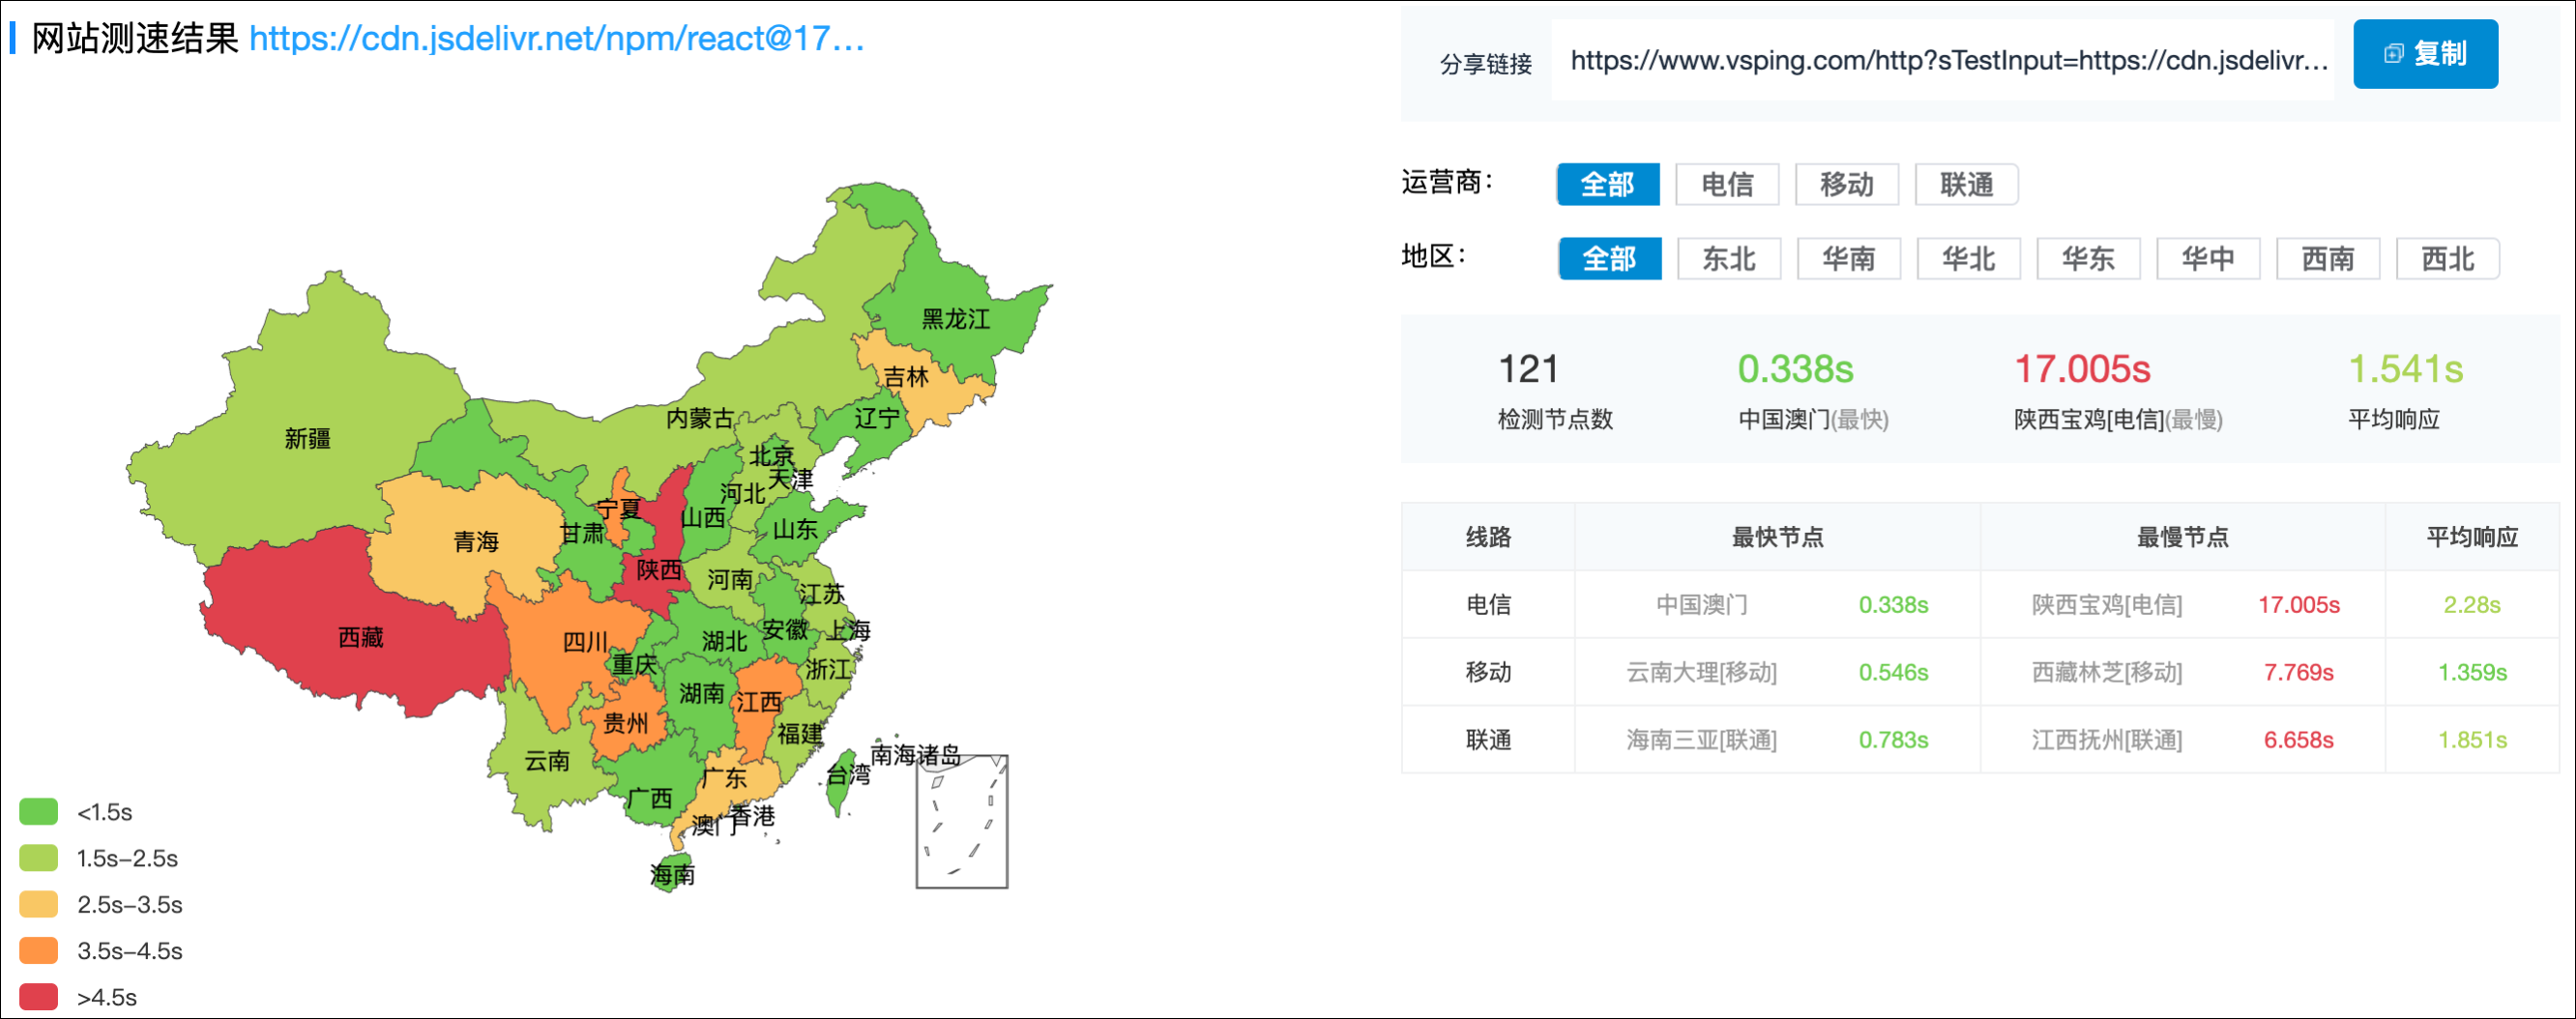 网站测速结果 https://cdn.jsdelivr.net/npm/react@17...
分享链接 https://www.vsping.com/http?sTestInput=https://cdn.jsdelivr... 复制
运营商： 全部 电信 移动 联通
地区： 全部 东北 华南 华北 华东 华中 西南 西北
121 0.338s 17.005s 1.541s
检测节点数 中国澳门(最快) 陕西宝鸡[电信](最慢) 平均响应
线路 最快节点 最慢节点 平均响应
电信 中国澳门 0.338s 陕西宝鸡[电信] 17.005s 2.28s
移动 云南大理[移动] 0.546s 西藏林芝[移动] 7.769s 1.359s
联通 海南三亚[联通] 0.783s 江西抚州[联通] 6.658s 1.851s
黑龙江
吉林
内蒙古
辽宁
新疆
北京
天津
河北
宁夏
山西
甘肃
山东
青海
陕西
河南
江苏
西藏
四川
湖北
安徽
上海
重庆
浙江
湖南
江西
贵州
福建
云南
南海诸岛
台湾
广东
广西
香港
澳门
海南
<1.5s
1.5s-2.5s
2.5s-3.5s
3.5s-4.5s
>4.5s